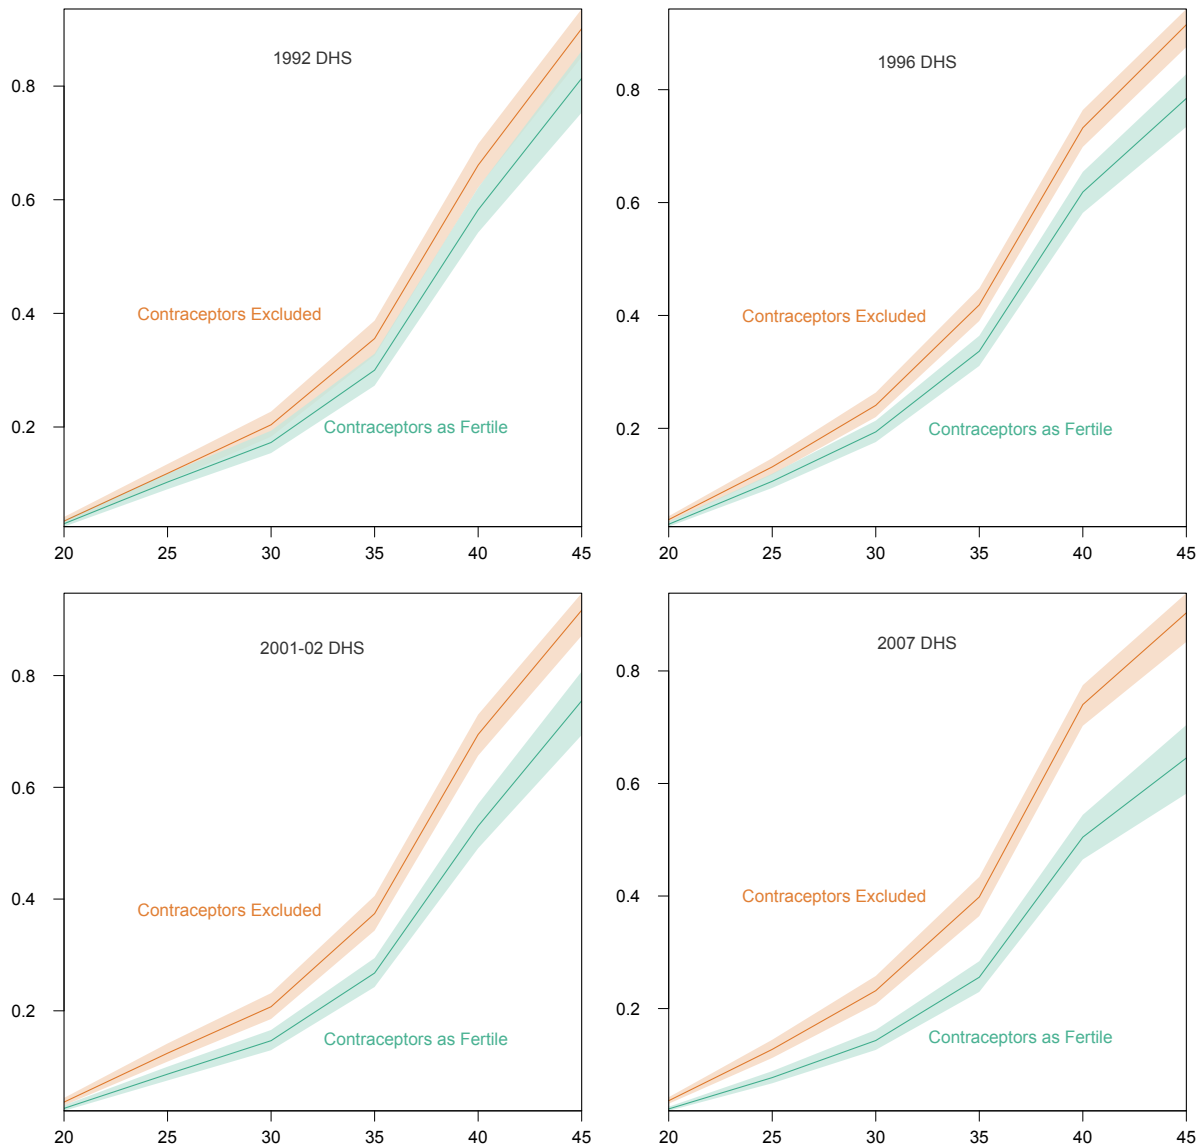 1992 DHS
0.8
0.6
0.4
0.2
Contraceptors Excluded
Contraceptors as Fertile
20 25 30 35 40 45
1996 DHS
0.8
0.6
0.4
0.2
Contraceptors Excluded
Contraceptors as Fertile
20 25 30 35 40 45
2001-02 DHS
0.8
0.6
0.4
0.2
Contraceptors Excluded
Contraceptors as Fertile
20 25 30 35 40 45
2007 DHS
0.8
0.6
0.4
0.2
Contraceptors Excluded
Contraceptors as Fertile
20 25 30 35 40 45